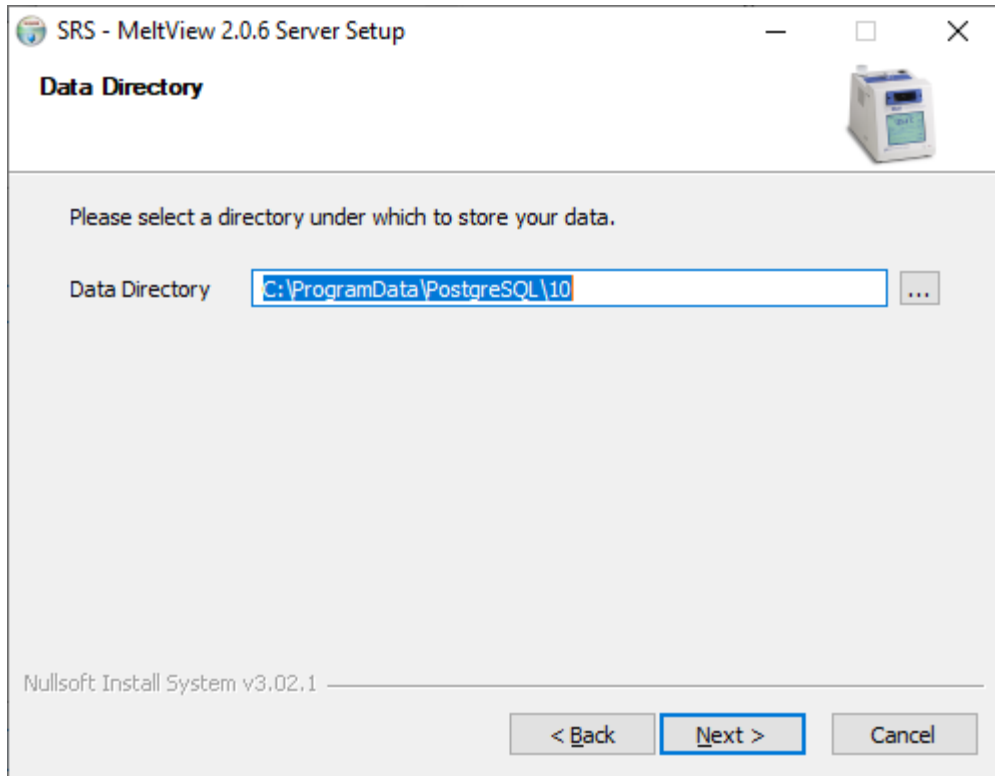 SRS - MeltView 2.0.6 Server Setup
Data Directory
Please select a directory under which to store your data.
Data Directory C:\ProgramData\PostgreSQL\10 ...
Nullsoft Install System v3.02.1
< Back Next > Cancel